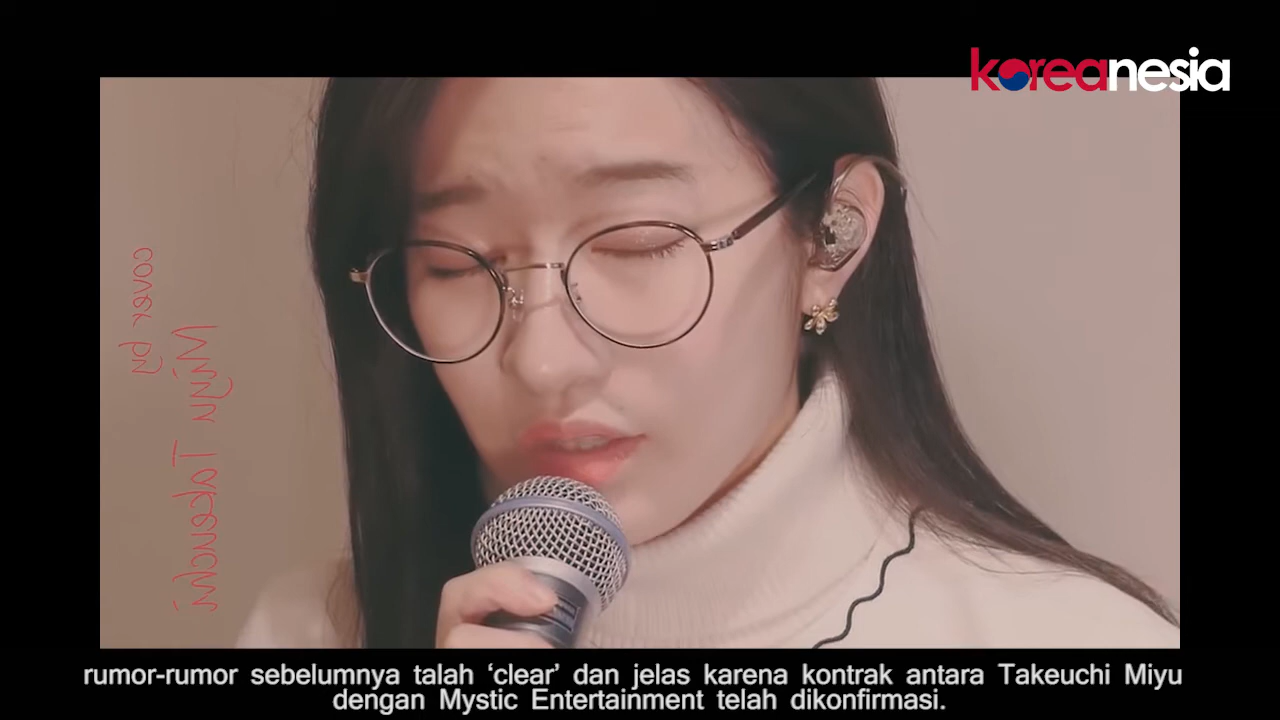 koreanesia
cover by
Miyu Takeuchi
rumor-rumor sebelumnya talah ‘clear’ dan jelas karena kontrak antara Takeuchi Miyu
dengan Mystic Entertainment telah dikonfirmasi.